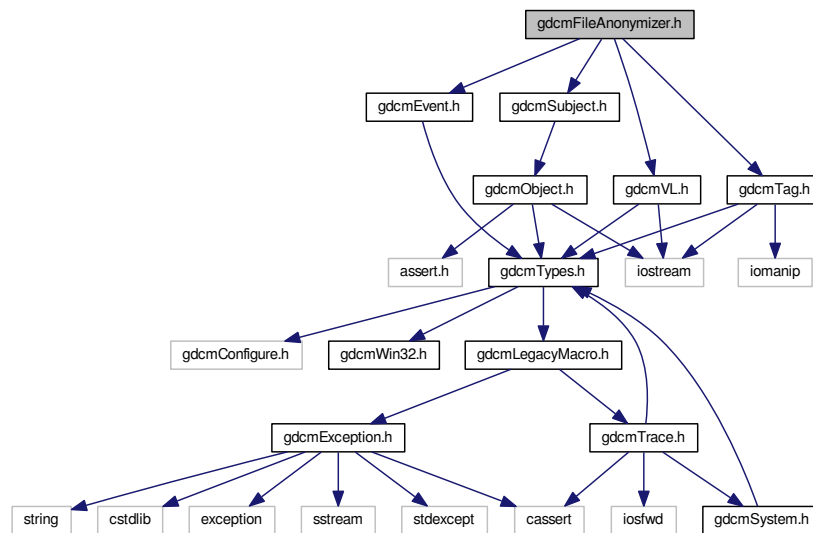 gdcmFileAnonymizer.h
gdcmEvent.h
gdcmSubject.h
gdcmObject.h
gdcmVL.h
gdcmTag.h
assert.h
gdcmTypes.h
iostream
iomanip
gdcmConfigure.h
gdcmWin32.h
gdcmLegacyMacro.h
gdcmException.h
gdcmTrace.h
string
cstdlib
exception
sstream
stdexcept
cassert
iosfwd
gdcmSystem.h